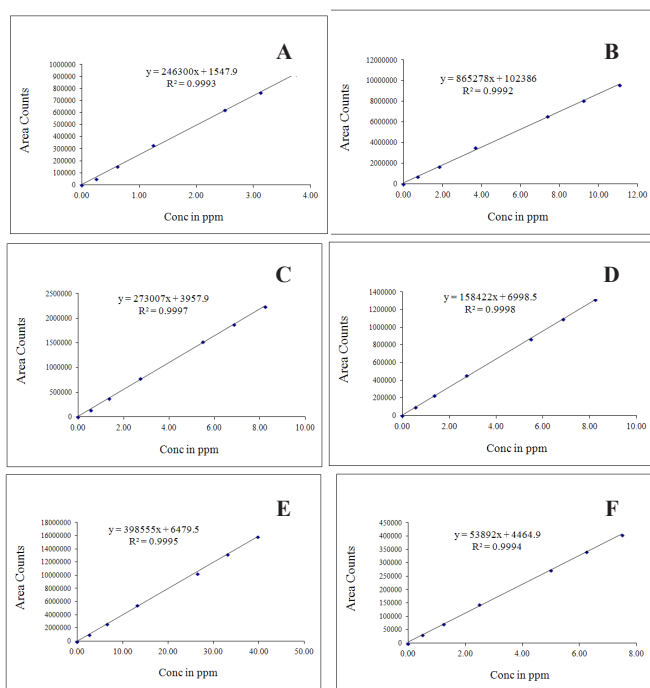 A
y = 246300x + 1547.9
R² = 0.9993
Area Counts
1000000
900000
800000
700000
600000
500000
400000
300000
200000
100000
0
0.00 1.00 2.00 3.00 4.00
Conc in ppm
B
y = 865278x + 102386
R² = 0.9992
Area Counts
12000000
10000000
8000000
6000000
4000000
2000000
0
0.00 2.00 4.00 6.00 8.00 10.00 12.00
Conc in ppm
C
y = 273007x + 3957.9
R² = 0.9997
Area Counts
2500000
2000000
1500000
1000000
500000
0
0.00 2.00 4.00 6.00 8.00 10.00
Conc in ppm
D
y = 158422x + 6998.5
R² = 0.9998
Area Counts
1400000
1200000
1000000
800000
600000
400000
200000
0
0.00 2.00 4.00 6.00 8.00 10.00
Conc in ppm
E
y = 398555x + 6479.5
R² = 0.9995
Area Counts
18000000
16000000
14000000
12000000
10000000
8000000
6000000
4000000
2000000
0
0.00 10.00 20.00 30.00 40.00 50.00
Conc in ppm
F
y = 53892x + 4464.9
R² = 0.9994
Area Counts
450000
400000
350000
300000
250000
200000
150000
100000
50000
0
0.00 2.00 4.00 6.00 8.00
Conc in ppm